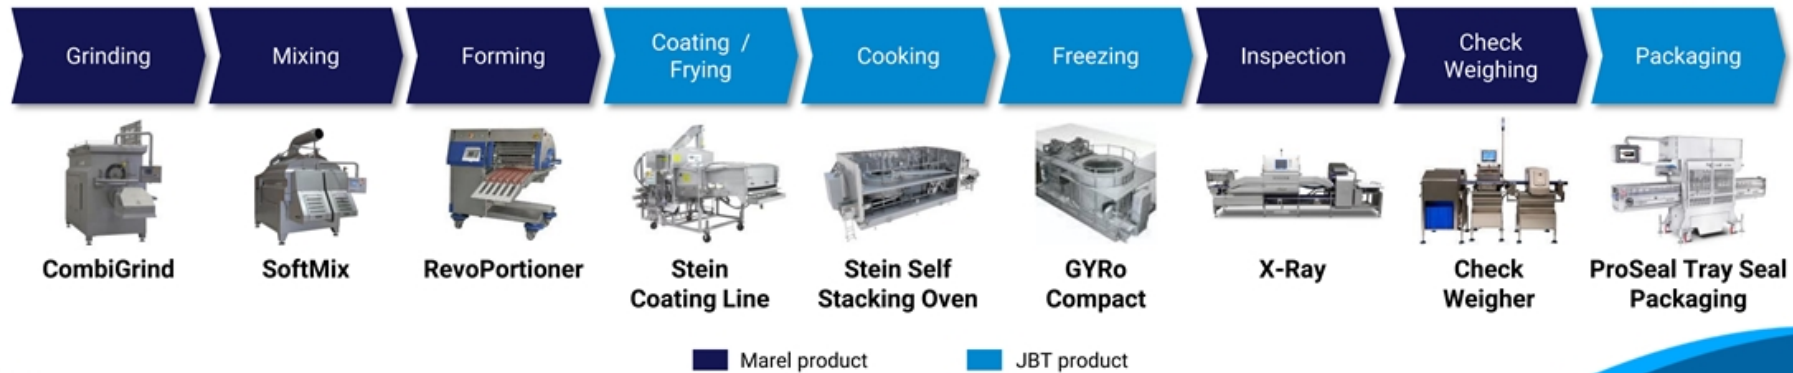 Grinding
Mixing
Forming
Coating /
Frying
Cooking
Freezing
Inspection
Check
Weighing
Packaging
CombiGrind
SoftMix
RevoPortioner
Stein
Coating Line
Stein Self
Stacking Oven
GYRo
Compact
X-Ray
Check
Weigher
ProSeal Tray Seal
Packaging
Marel product
JBT product